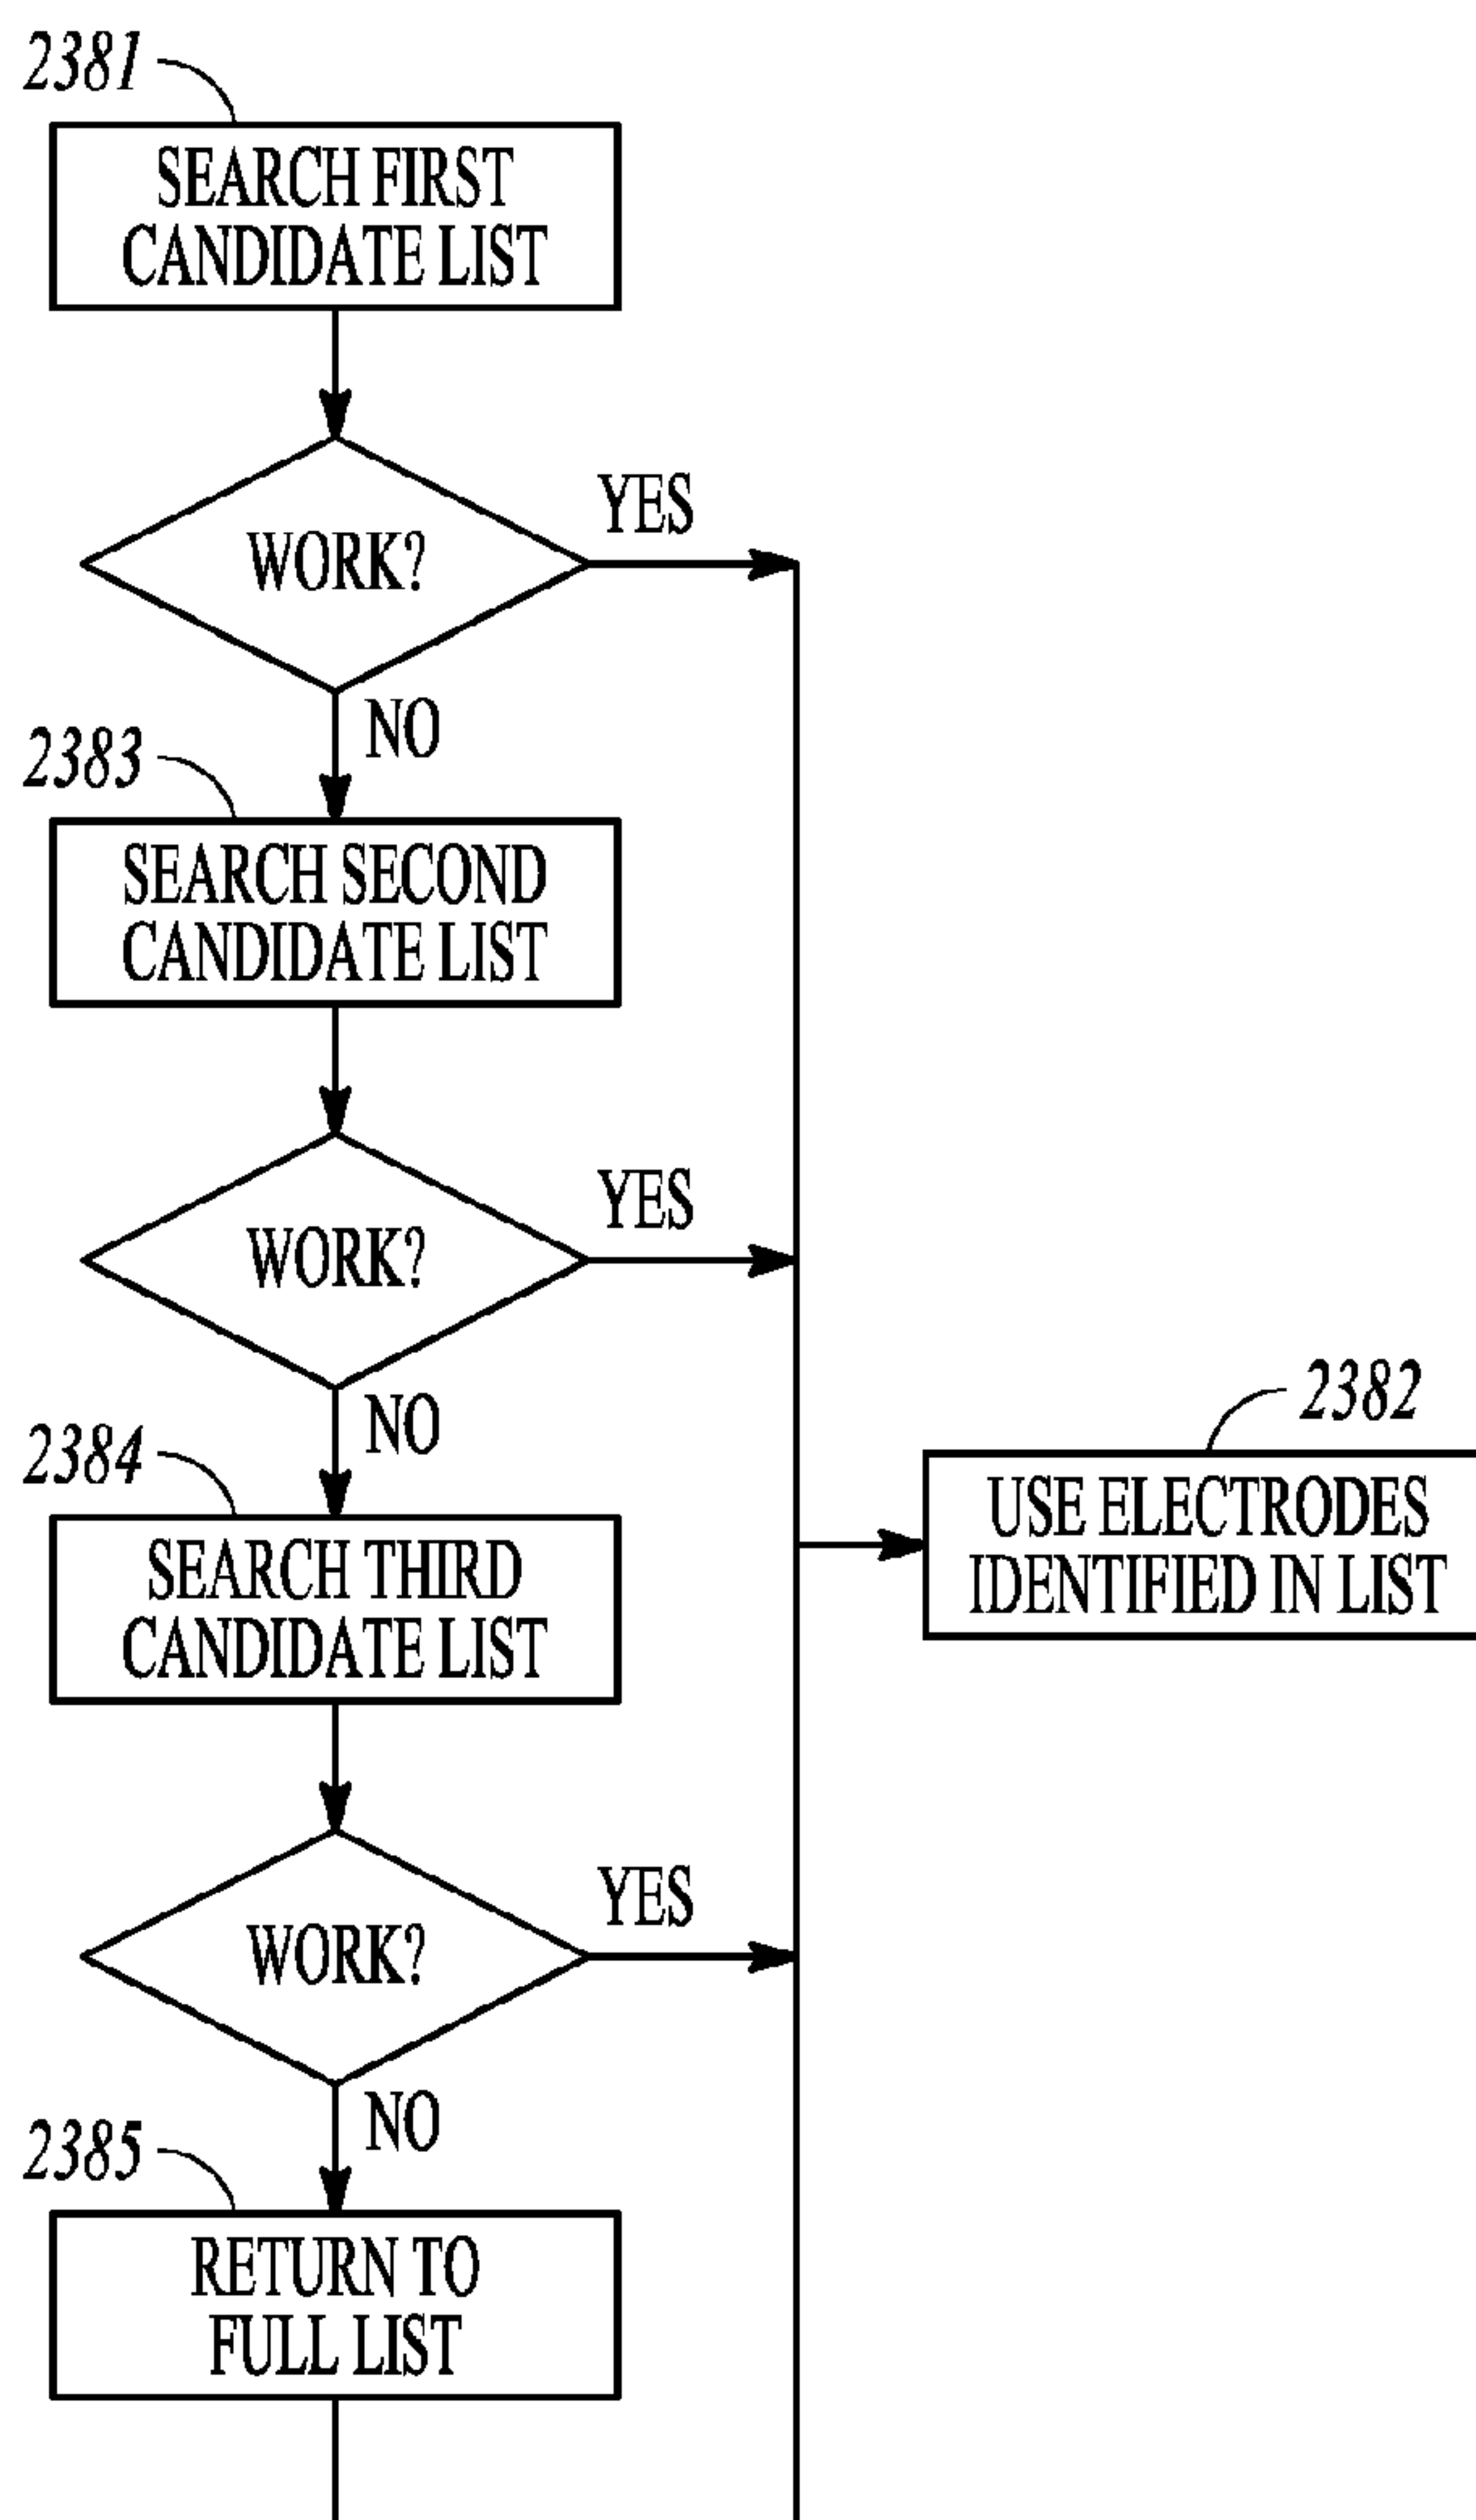 2381
SEARCH FIRST
CANDIDATE LIST
WORK?
YES
NO
2383
SEARCH SECOND
CANDIDATE LIST
WORK?
YES
NO
2382
USE ELECTRODES
IDENTIFIED IN LIST
2384
SEARCH THIRD
CANDIDATE LIST
WORK?
YES
NO
2385
RETURN TO
FULL LIST